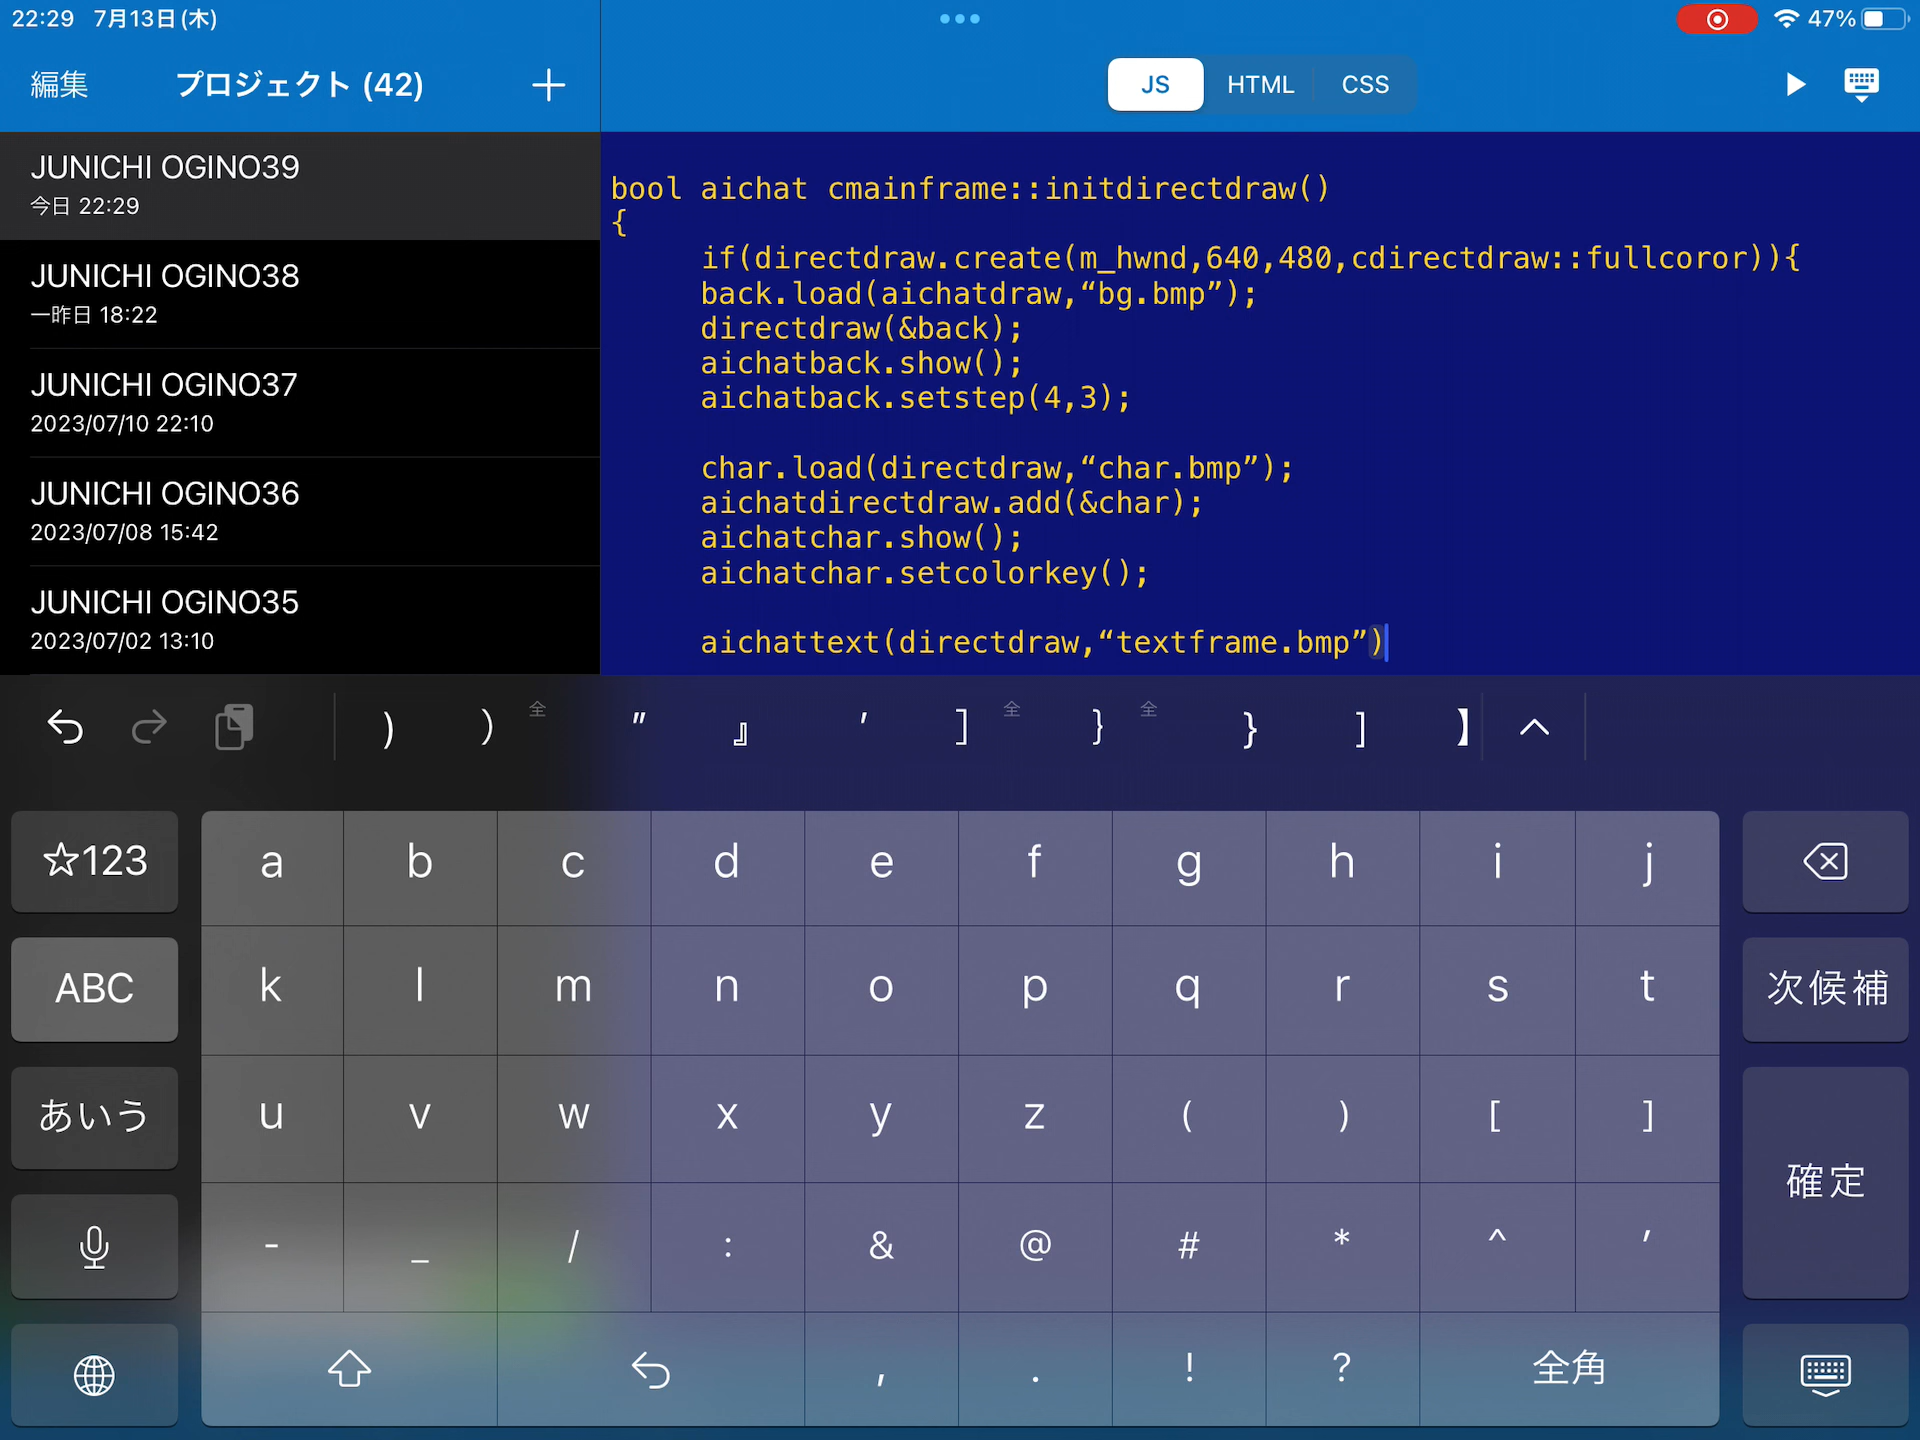 22:29 7月13日(木)
47%
編集
プロジェクト (42)
JS
HTML
CSS
JUNICHI OGINO39
今日 22:29
JUNICHI OGINO38
一昨日 18:22
JUNICHI OGINO37
2023/07/10 22:10
JUNICHI OGINO36
2023/07/08 15:42
JUNICHI OGINO35
2023/07/02 13:10
bool aichat cmainframe::initdirectdraw()
{
if(directdraw.create(m_hwnd,640,480,cdirectdraw::fullcoror)){
back.load(aichatdraw,“bg.bmp”);
directdraw(&back);
aichatback.show();
aichatback.setstep(4,3);
char.load(directdraw,“char.bmp”);
aichatdirectdraw.add(&char);
aichatchar.show();
aichatchar.setcolorkey();
aichattext(directdraw,“textframe.bmp”)
) ） 全 ” 』 ’ ］ 全 ｝ 全 } ] 】
☆123 a b c d e f g h i j
ABC k l m n o p q r s t 次候補
あいう u v w x y z ( ) [ ] 確定
- _ / : & @ # * ^ ′
, . ! ? 全角